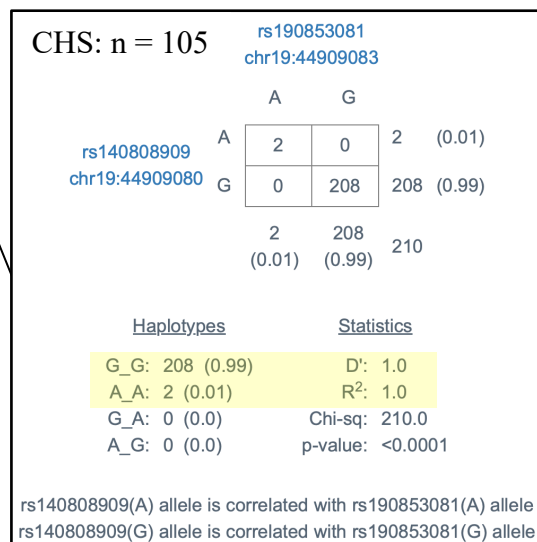 CHS: n = 105
rs190853081
chr19:44909083
A G
rs140808909
chr19:44909080
A 2 0 2 (0.01)
G 0 208 208 (0.99)
2 208 210
(0.01) (0.99)
Haplotypes Statistics
G_G: 208 (0.99) D': 1.0
A_A: 2 (0.01) R²: 1.0
G_A: 0 (0.0) Chi-sq: 210.0
A_G: 0 (0.0) p-value: <0.0001
rs140808909(A) allele is correlated with rs190853081(A) allele
rs140808909(G) allele is correlated with rs190853081(G) allele